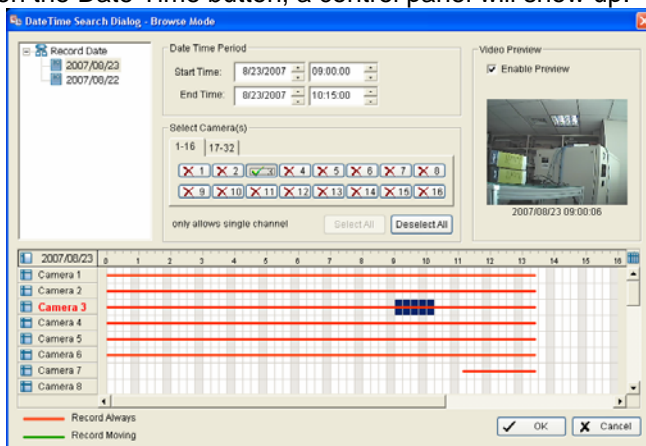 on the Date Time button, a control panel will show up.
DateTime Search Dialog - Browse Mode
Record Date
2007/08/23
2007/08/22
Date Time Period
Start Time: 8/23/2007 09:00:00
End Time: 8/23/2007 10:15:00
Select Camera(s)
1-16 17-32
1 2 3 4 5 6 7 8
9 10 11 12 13 14 15 16
only allows single channel Select All Deselect All
Video Preview
Enable Preview
2007/08/23 09:00:06
2007/08/23 0 1 2 3 4 5 6 7 8 9 10 11 12 13 14 15 16
Camera 1
Camera 2
Camera 3
Camera 4
Camera 5
Camera 6
Camera 7
Camera 8
Record Always
Record Moving
OK Cancel